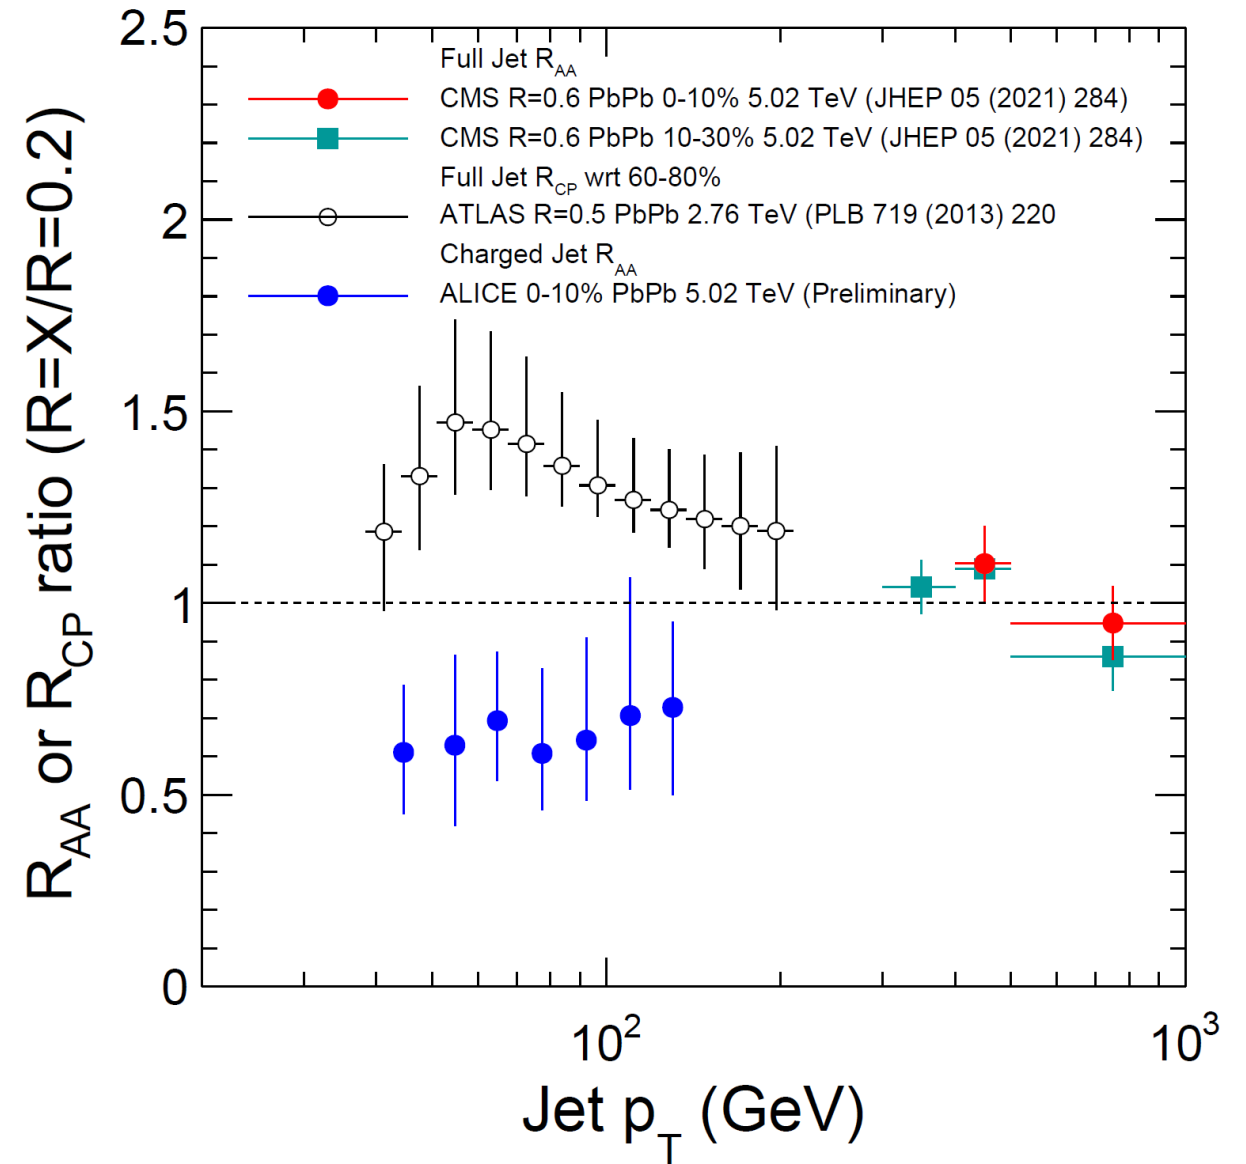 2.5
2
1.5
1
0.5
0
R_AA or R_CP ratio (R=X/R=0.2)
Full Jet R_AA
CMS R=0.6 PbPb 0-10% 5.02 TeV (JHEP 05 (2021) 284)
CMS R=0.6 PbPb 10-30% 5.02 TeV (JHEP 05 (2021) 284)
Full Jet R_CP wrt 60-80%
ATLAS R=0.5 PbPb 2.76 TeV (PLB 719 (2013) 220
Charged Jet R_AA
ALICE 0-10% PbPb 5.02 TeV (Preliminary)
10^2
10^3
Jet p_T (GeV)